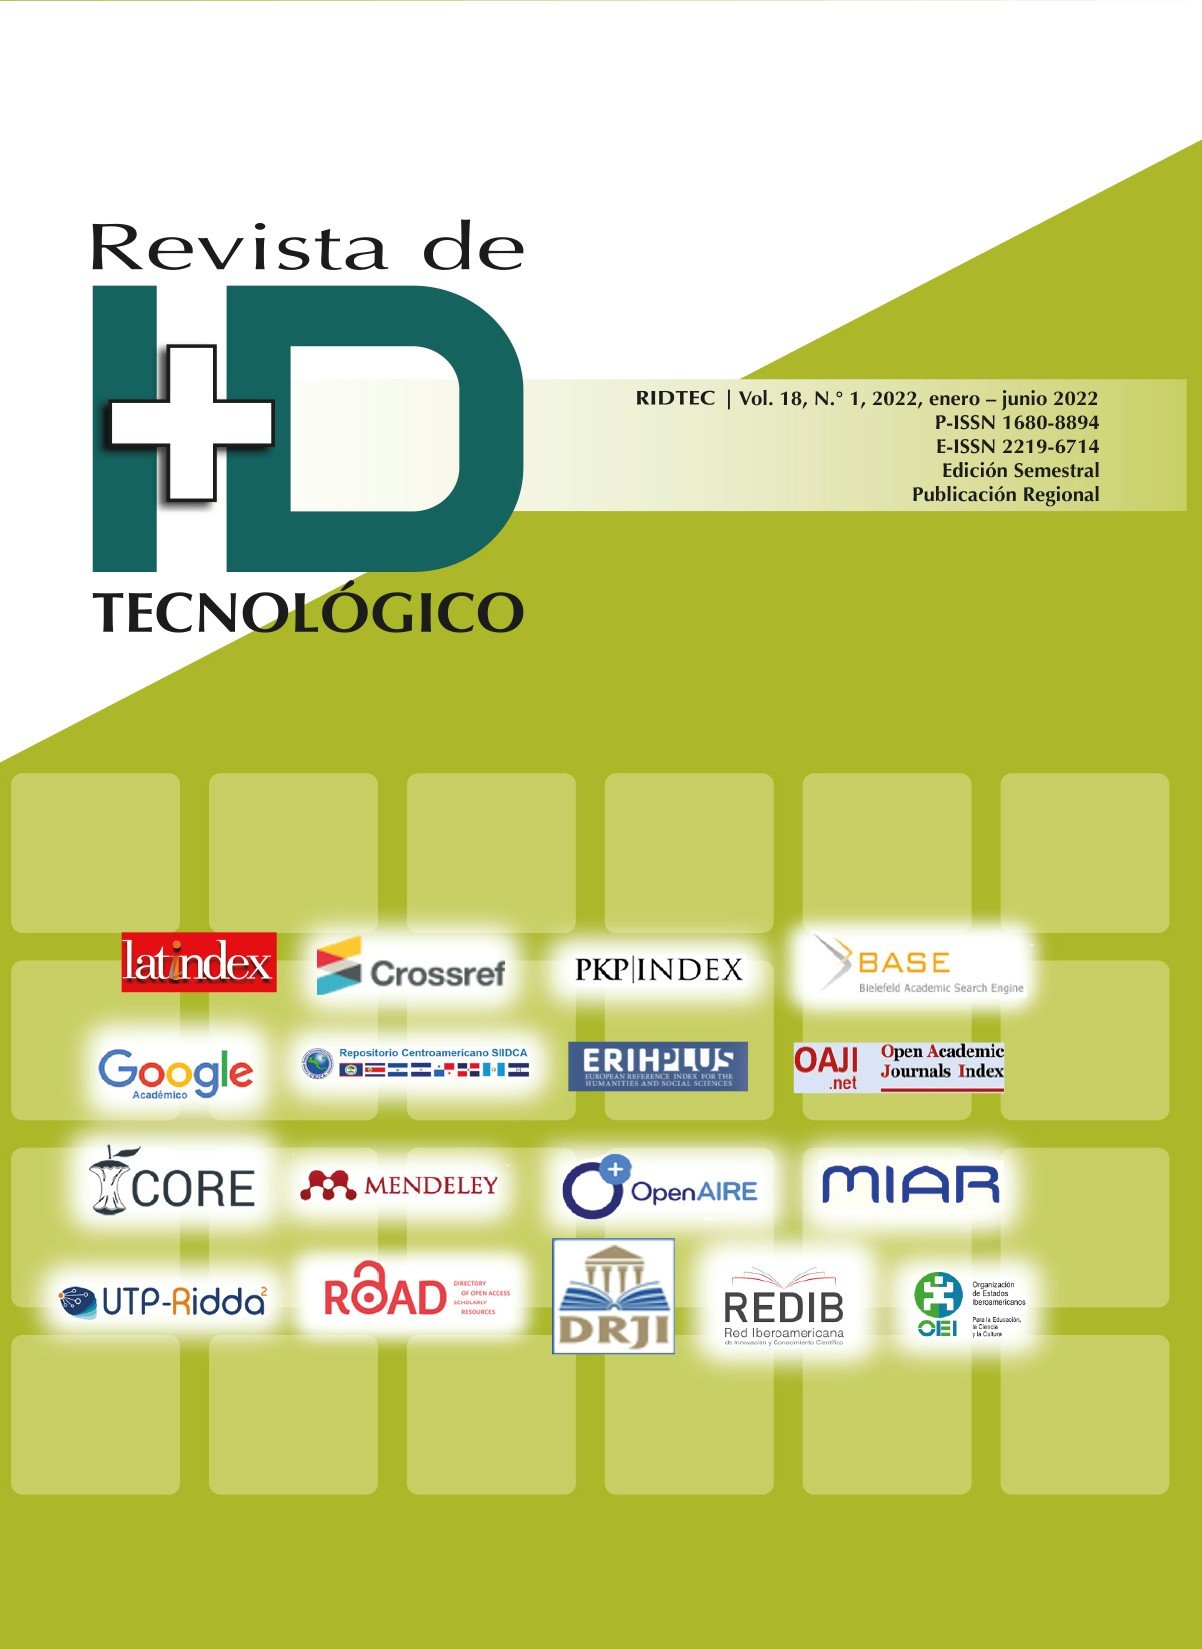 Revista de
I+D
TECNOLÓGICO
RIDTEC | Vol. 18, N.° 1, 2022, enero – junio 2022
P-ISSN 1680-8894
E-ISSN 2219-6714
Edición Semestral
Publicación Regional
latindex
Crossref
PKP|INDEX
BASE
Bielefeld Academic Search Engine
Google
Académico
Repositorio Centroamericano SIIDCA
ERIHPLUS
EUROPEAN REFERENCE INDEX FOR THE
HUMANITIES AND SOCIAL SCIENCES
OAJI
.net
Open Academic
Journals Index
CORE
MENDELEY
OpenAIRE
MIAR
UTP-Ridda2
ROAD
DIRECTORY
OF OPEN ACCESS
SCHOLARLY
RESOURCES
DRJI
REDIB
Red Iberoamericana
de Innovación y Conocimiento Científico
OEI
Organización
de Estados
Iberoamericanos
Para la Educación,
la Ciencia
y la Cultura